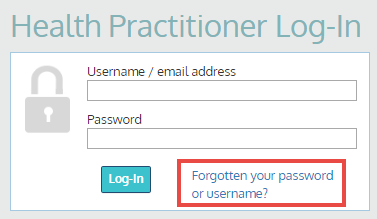 Health Practitioner Log-In
Username / email address
Password
Log-In
Forgotten your password
or username?